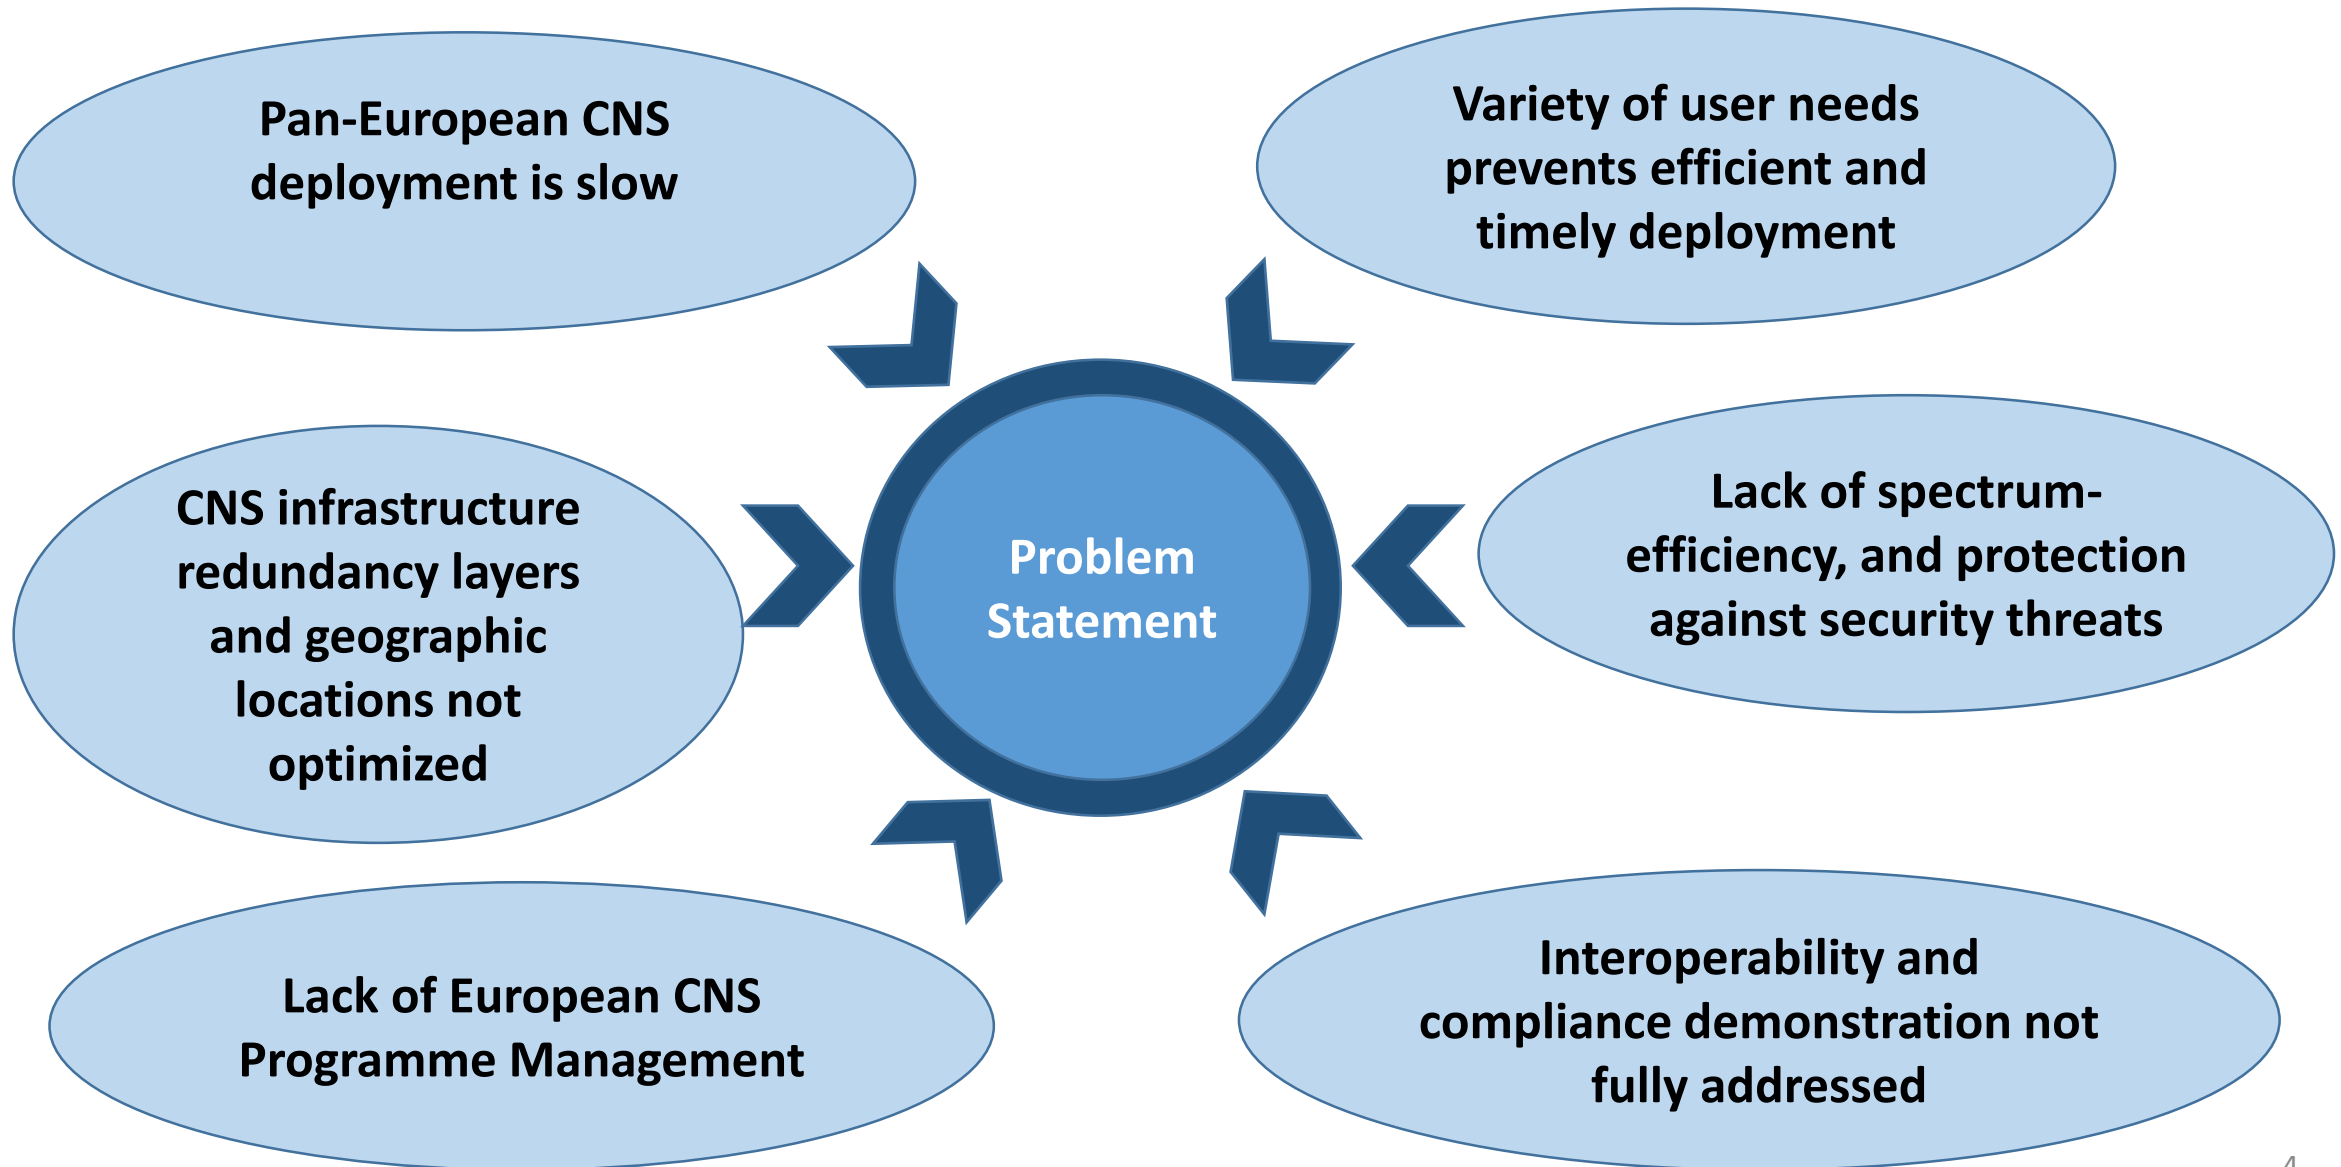 Pan-European CNS
deployment is slow
Variety of user needs
prevents efficient and
timely deployment
CNS infrastructure
redundancy layers
and geographic
locations not
optimized
Problem
Statement
Lack of spectrum-
efficiency, and protection
against security threats
Lack of European CNS
Programme Management
Interoperability and
compliance demonstration not
fully addressed
4